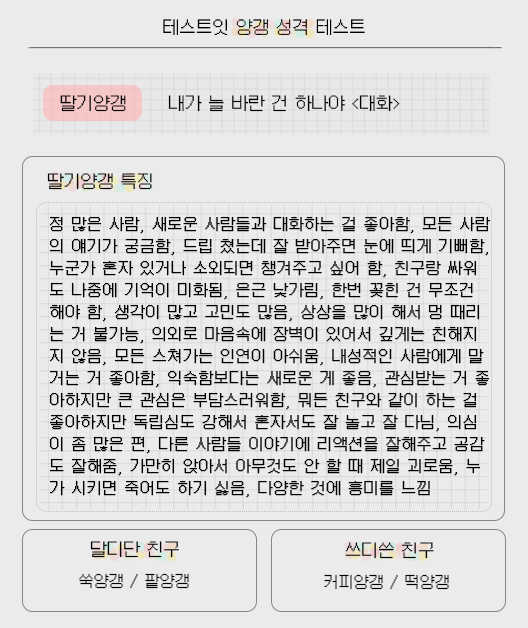 테스트잇 양갱 성격 테스트
딸기양갱 내가 늘 바란 건 하나야 <대화>
딸기양갱 특징
정 많은 사람, 새로운 사람들과 대화하는 걸 좋아함, 모든 사람
의 얘기가 궁금함, 드립 쳤는데 잘 받아주면 눈에 띄게 기뻐함,
누군가 혼자 있거나 소외되면 챙겨주고 싶어 함, 친구랑 싸워
도 나중에 기억이 미화됨, 은근 낯가림, 한번 꽂힌 건 무조건
해야 함, 생각이 많고 고민도 많음, 상상을 많이 해서 멍 때리
는 거 불가능, 의외로 마음속에 장벽이 있어서 깊게는 친해지
지 않음, 모든 스쳐가는 인연이 아쉬움, 내성적인 사람에게 말
거는 거 좋아함, 익숙함보다는 새로운 게 좋음, 관심받는 거 좋
아하지만 큰 관심은 부담스러워함, 뭐든 친구와 같이 하는 걸
좋아하지만 독립심도 강해서 혼자서도 잘 놀고 잘 다님, 의심
이 좀 많은 편, 다른 사람들 이야기에 리액션을 잘해주고 공감
도 잘해줌, 가만히 앉아서 아무것도 안 할 때 제일 괴로움, 누
가 시키면 죽어도 하기 싫음, 다양한 것에 흥미를 느낌
달디단 친구
쑥양갱 / 팥양갱
쓰디쓴 친구
커피양갱 / 떡양갱